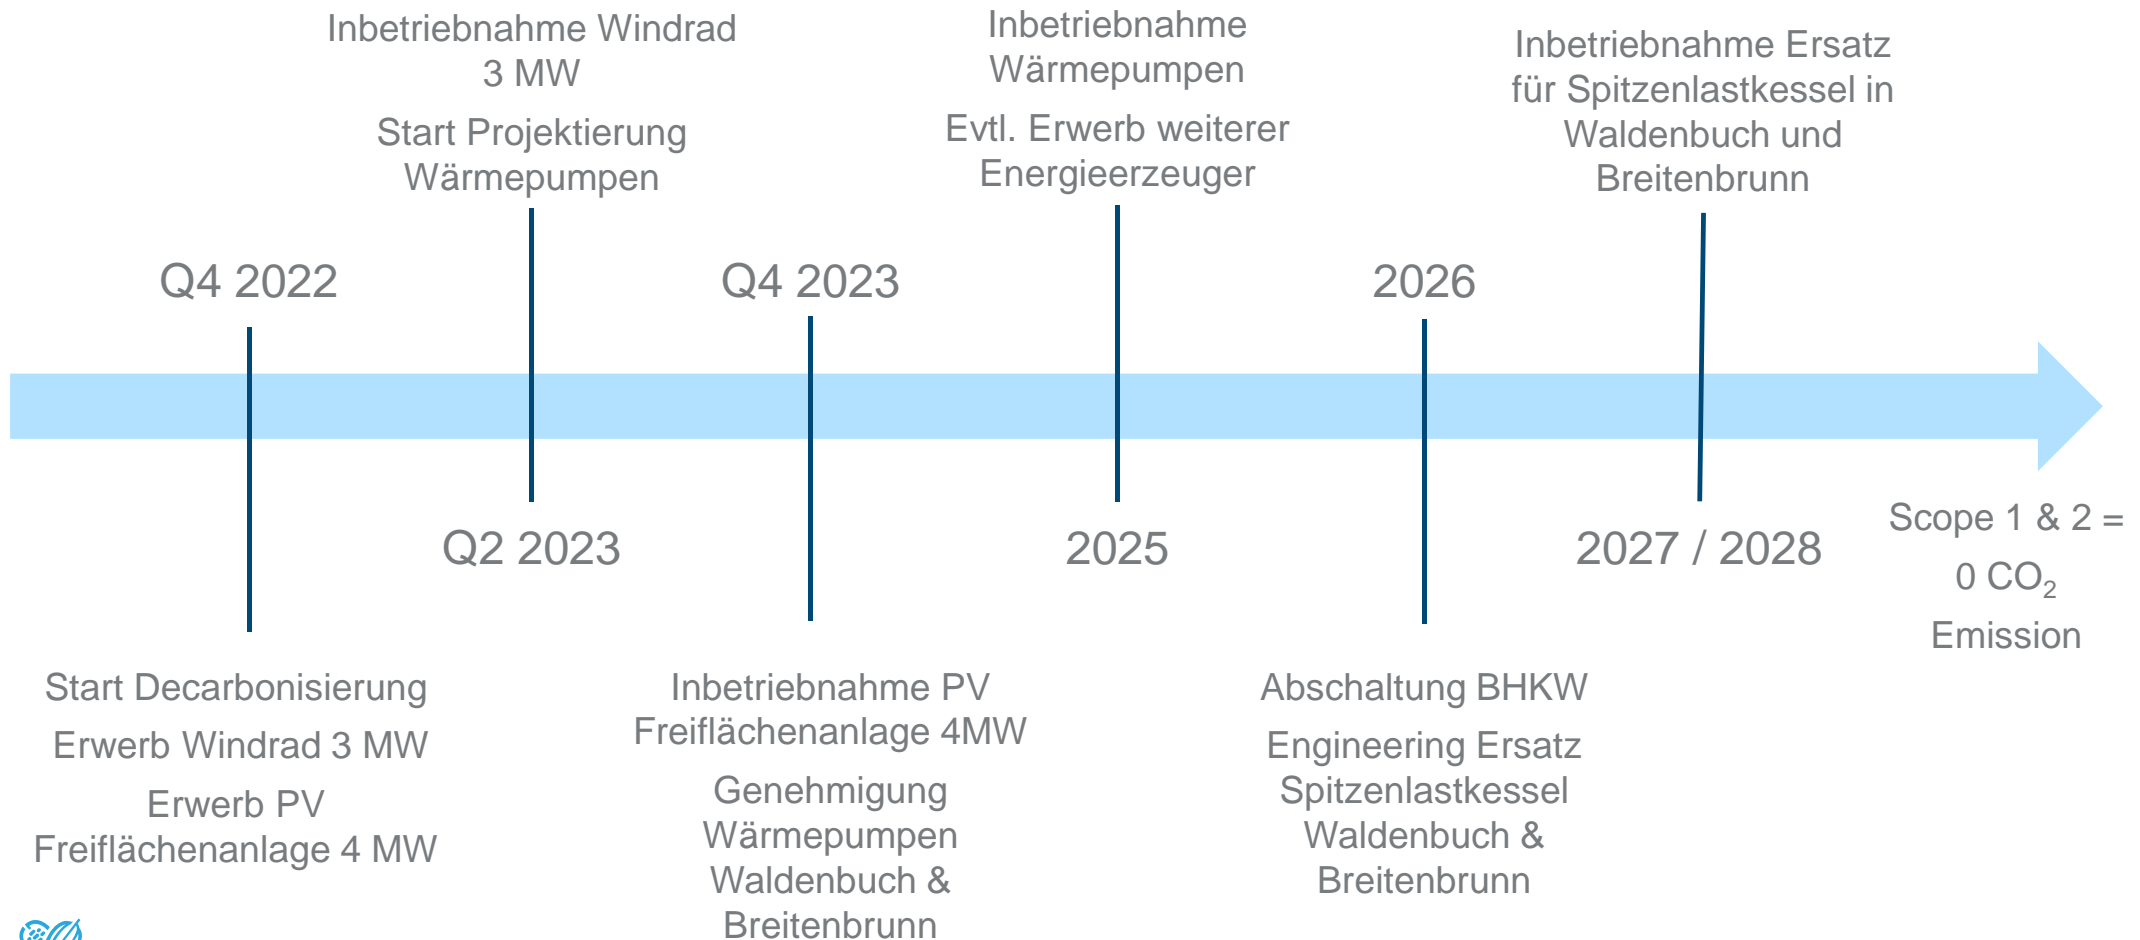 Inbetriebnahme Windrad
3 MW
Start Projektierung
Wärmepumpen
Inbetriebnahme
Wärmepumpen
Evtl. Erwerb weiterer
Energieerzeuger
Inbetriebnahme Ersatz
für Spitzenlastkessel in
Waldenbuch und
Breitenbrunn
Q4 2022
Q4 2023
2026
Q2 2023
2025
2027 / 2028
Scope 1 & 2 =
0 CO₂
Emission
Start Decarbonisierung
Erwerb Windrad 3 MW
Erwerb PV
Freiflächenanlage 4 MW
Inbetriebnahme PV
Freiflächenanlage 4MW
Genehmigung
Wärmepumpen
Waldenbuch &
Breitenbrunn
Abschaltung BHKW
Engineering Ersatz
Spitzenlastkessel
Waldenbuch &
Breitenbrunn